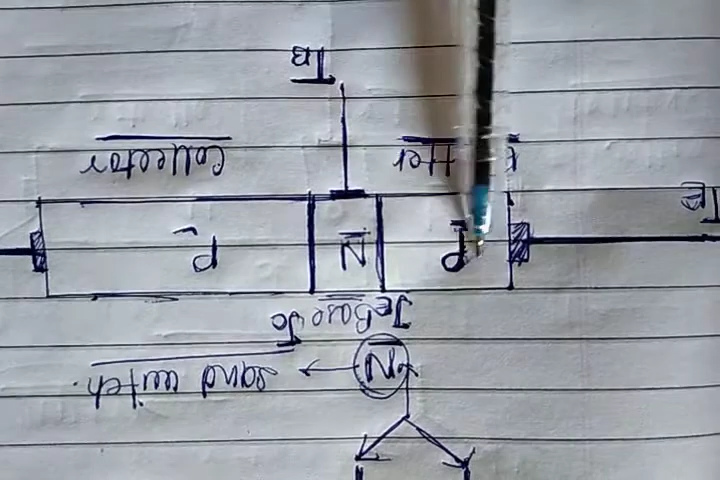 N → sand witch.
Je Base Jc
P N P
IE
Collector
IB